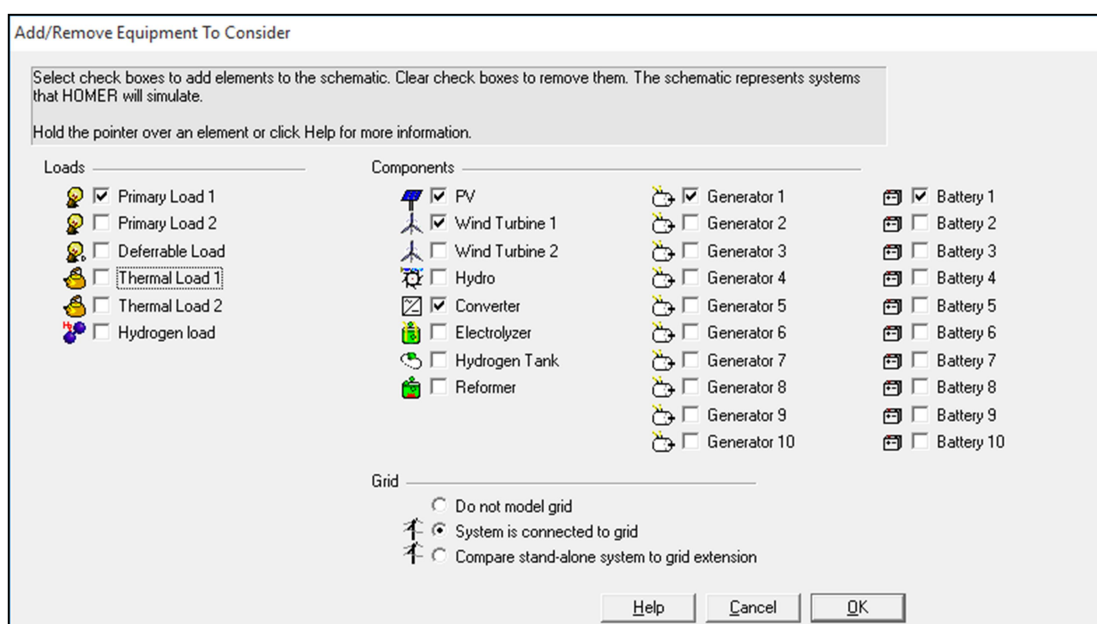 Add/Remove Equipment To Consider
Select check boxes to add elements to the schematic. Clear check boxes to remove them. The schematic represents systems
that HOMER will simulate.
Hold the pointer over an element or click Help for more information.
Loads
Primary Load 1
Primary Load 2
Deferrable Load
Thermal Load 1
Thermal Load 2
Hydrogen load
Components
PV
Wind Turbine 1
Wind Turbine 2
Hydro
Converter
Electrolyzer
Hydrogen Tank
Reformer
Generator 1
Generator 2
Generator 3
Generator 4
Generator 5
Generator 6
Generator 7
Generator 8
Generator 9
Generator 10
Battery 1
Battery 2
Battery 3
Battery 4
Battery 5
Battery 6
Battery 7
Battery 8
Battery 9
Battery 10
Grid
Do not model grid
System is connected to grid
Compare stand-alone system to grid extension
Help
Cancel
OK